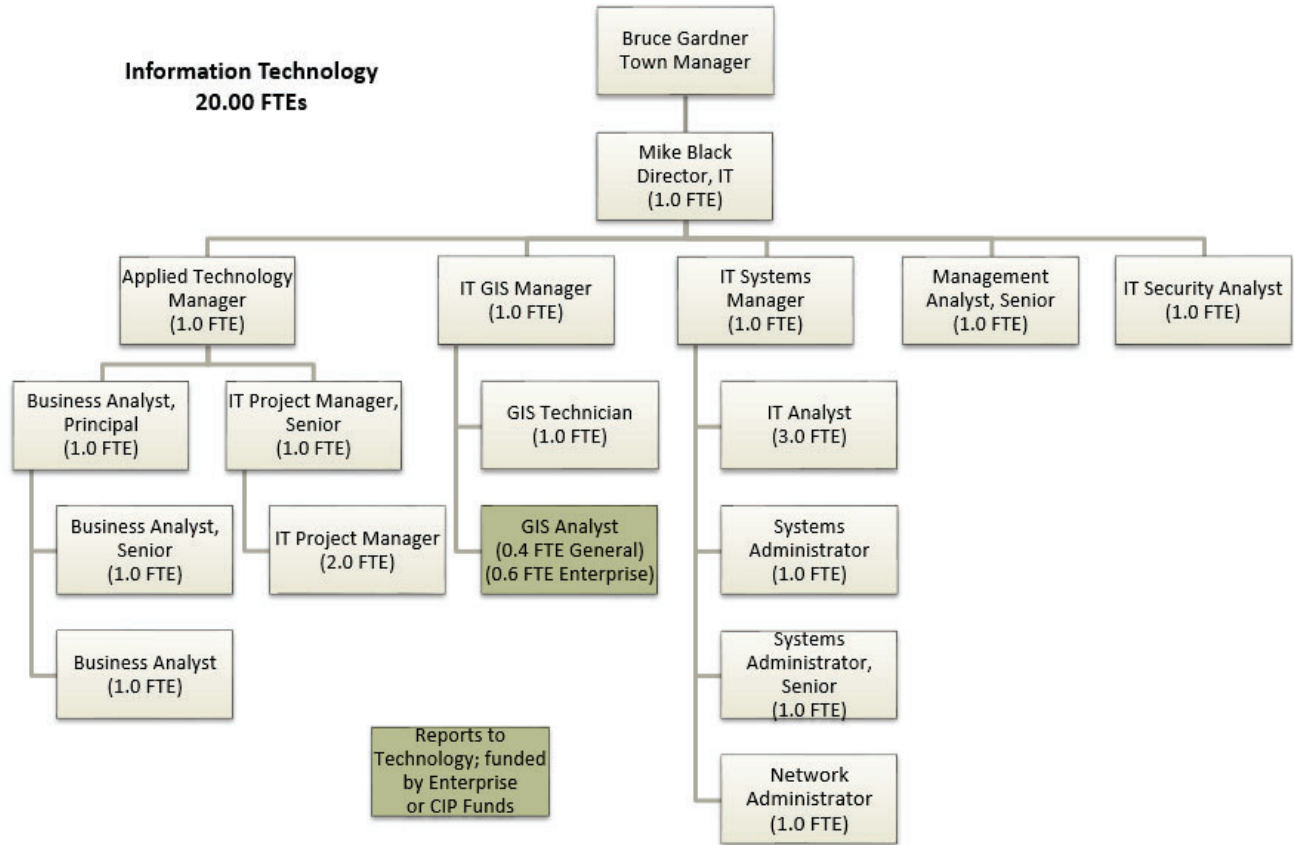 Information Technology
20.00 FTEs
Bruce Gardner
Town Manager
Mike Black
Director, IT
(1.0 FTE)
Applied Technology
Manager
(1.0 FTE)
IT GIS Manager
(1.0 FTE)
IT Systems
Manager
(1.0 FTE)
Management
Analyst, Senior
(1.0 FTE)
IT Security Analyst
(1.0 FTE)
Business Analyst,
Principal
(1.0 FTE)
IT Project Manager,
Senior
(1.0 FTE)
GIS Technician
(1.0 FTE)
IT Analyst
(3.0 FTE)
Business Analyst,
Senior
(1.0 FTE)
IT Project Manager
(2.0 FTE)
GIS Analyst
(0.4 FTE General)
(0.6 FTE Enterprise)
Systems
Administrator
(1.0 FTE)
Business Analyst
(1.0 FTE)
Systems
Administrator,
Senior
(1.0 FTE)
Reports to
Technology; funded
by Enterprise
or CIP Funds
Network
Administrator
(1.0 FTE)